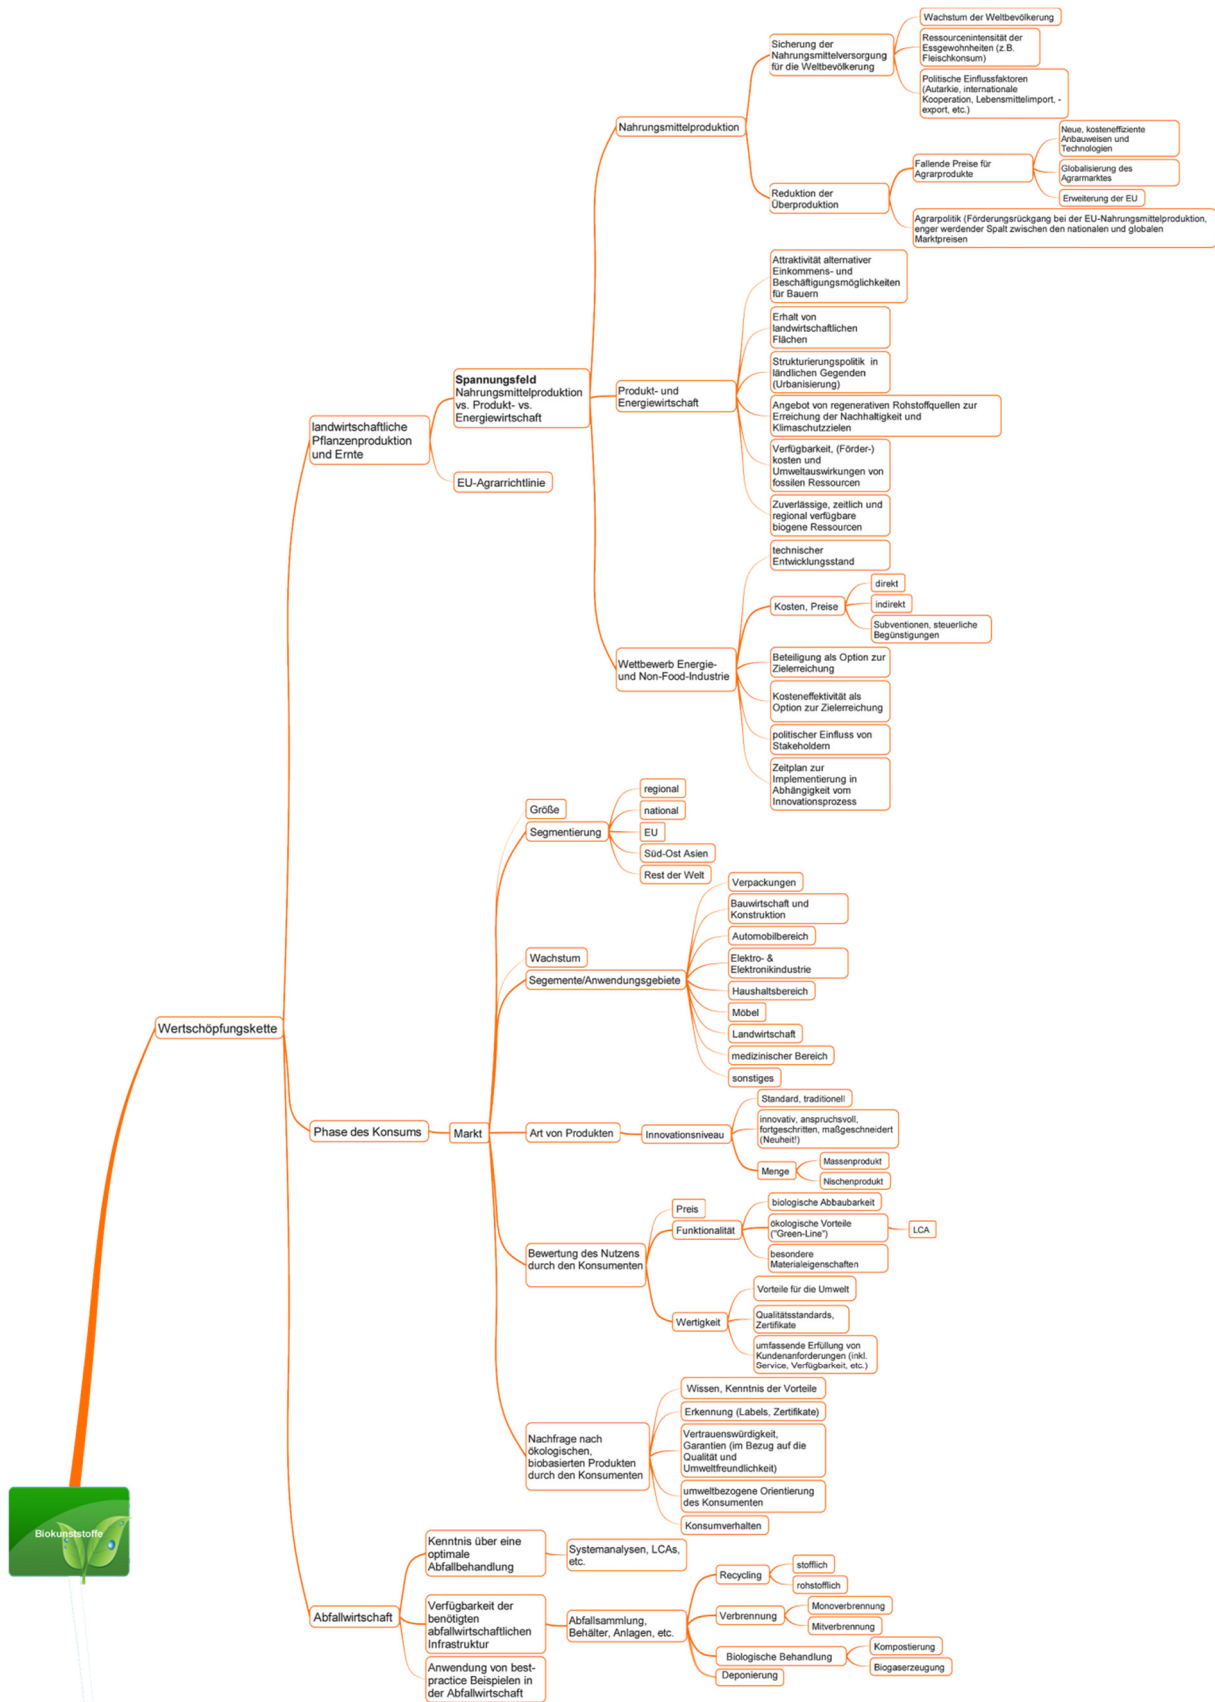 Biokunststoffe
Wertschöpfungskette
landwirtschaftliche
Pflanzenproduktion
und Ernte
Spannungsfeld
Nahrungsmittelproduktion
vs. Produkt- vs.
Energiewirtschaft
Nahrungsmittelproduktion
Sicherung der
Nahrungsmittelversorgung
für die Weltbevölkerung
Wachstum der Weltbevölkerung
Ressourcenintensität der
Essgewohnheiten (z.B.
Fleischkonsum)
Politische Einflussfaktoren
(Autarkie, internationale
Kooperation, Lebensmittelimport, -
export, etc.)
Reduktion der
Überproduktion
Fallende Preise für
Agrarprodukte
Neue, kosteneffiziente
Anbauweisen und
Technologien
Globalisierung des
Agrarmarktes
Erweiterung der EU
Agrarpolitik (Förderungsrückgang bei der EU-Nahrungsmittelproduktion,
enger werdender Spalt zwischen den nationalen und globalen
Marktpreisen
Produkt- und
Energiewirtschaft
Attraktivität alternativer
Einkommens- und
Beschäftigungsmöglichkeiten
für Bauern
Erhalt von
landwirtschaftlichen
Flächen
Strukturierungspolitik in
ländlichen Gegenden
(Urbanisierung)
Angebot von regenerativen Rohstoffquellen zur
Erreichung der Nachhaltigkeit und
Klimaschutzzielen
Verfügbarkeit, (Förder-)
kosten und
Umweltauswirkungen von
fossilen Ressourcen
Zuverlässige, zeitlich und
regional verfügbare
biogene Ressourcen
Wettbewerb Energie-
und Non-Food-Industrie
technischer
Entwicklungsstand
Kosten, Preise
direkt
indirekt
Subventionen, steuerliche
Begünstigungen
Beteiligung als Option zur
Zielerreichung
Kosteneffektivität als
Option zur Zielerreichung
politischer Einfluss von
Stakeholdern
Zeitplan zur
Implementierung in
Abhängigkeit vom
Innovationsprozess
EU-Agrarrichtlinie
Phase des Konsums
Markt
Größe
Segmentierung
regional
national
EU
Süd-Ost Asien
Rest der Welt
Wachstum
Segemente/Anwendungsgebiete
Verpackungen
Bauwirtschaft und
Konstruktion
Automobilbereich
Elektro- &
Elektronikindustrie
Haushaltsbereich
Möbel
Landwirtschaft
medizinischer Bereich
sonstiges
Art von Produkten
Innovationsniveau
Standard, traditionell
innovativ, anspruchsvoll,
fortgeschritten, maßgeschneidert
(Neuheit!)
Menge
Massenprodukt
Nischenprodukt
Bewertung des Nutzens
durch den Konsumenten
Preis
Funktionalität
biologische Abbaubarkeit
ökologische Vorteile
("Green-Line")
LCA
besondere
Materialeigenschaften
Wertigkeit
Vorteile für die Umwelt
Qualitätsstandards,
Zertifikate
umfassende Erfüllung von
Kundenanforderungen (inkl.
Service, Verfügbarkeit, etc.)
Nachfrage nach
ökologischen,
biobasierten Produkten
durch den Konsumenten
Wissen, Kenntnis der Vorteile
Erkennung (Labels, Zertifikate)
Vertrauenswürdigkeit,
Garantien (im Bezug auf die
Qualität und
Umweltfreundlichkeit)
umweltbezogene Orientierung
des Konsumenten
Konsumverhalten
Abfallwirtschaft
Kenntnis über eine
optimale
Abfallbehandlung
Systemanalysen, LCAs,
etc.
Verfügbarkeit der
benötigten
abfallwirtschaftlichen
Infrastruktur
Abfallsammlung,
Behälter, Anlagen, etc.
Recycling
stofflich
rohstofflich
Verbrennung
Monoverbrennung
Mitverbrennung
Biologische Behandlung
Kompostierung
Biogaserzeugung
Deponierung
Anwendung von best-
practice Beispielen in
der Abfallwirtschaft